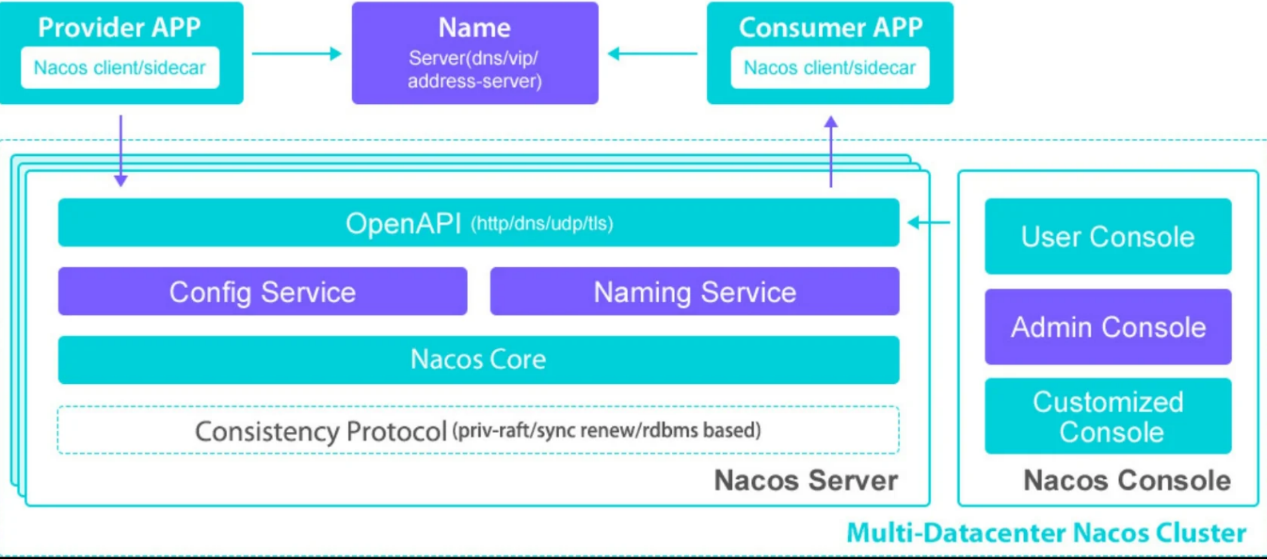 Provider APP
Nacos client/sidecar
Name
Server(dns/vip/
address-server)
Consumer APP
Nacos client/sidecar
OpenAPI (http/dns/udp/tls)
Config Service
Naming Service
Nacos Core
Consistency Protocol (priv-raft/sync renew/rdbms based)
Nacos Server
User Console
Admin Console
Customized
Console
Nacos Console
Multi-Datacenter Nacos Cluster